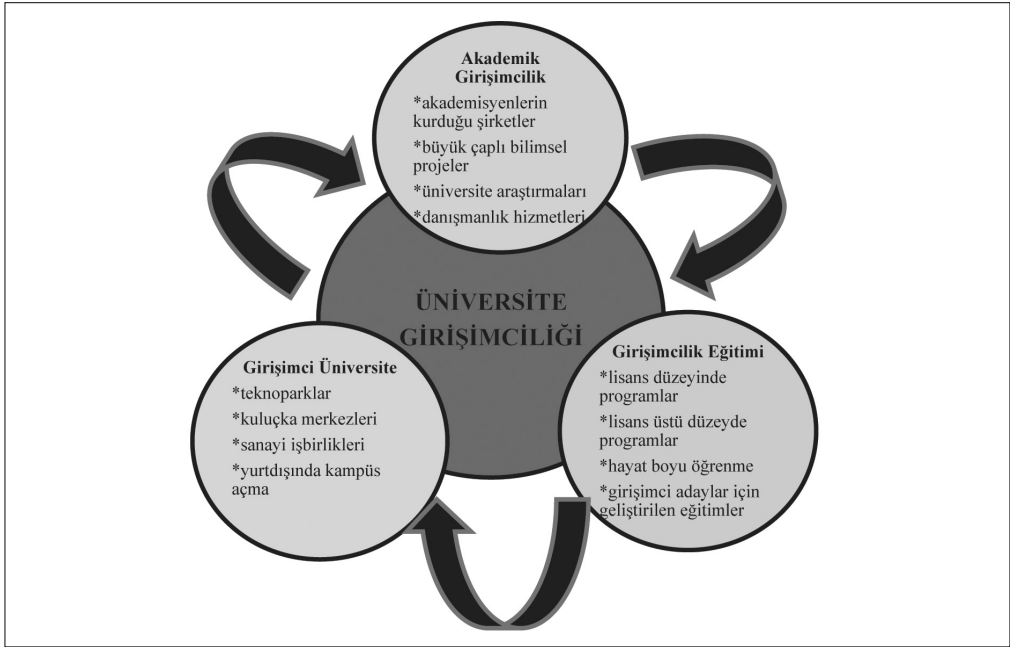 Akademik
Girişimcilik
*akademisyenlerin
kurduğu şirketler
*büyük çaplı bilimsel
projeler
*üniversite araştırmaları
*danışmanlık hizmetleri
ÜNİVERSİTE
GİRİŞİMCİLİĞİ
Girişimci Üniversite
*teknoparklar
*kuluçka merkezleri
*sanayi işbirlikleri
*yurtdışında kampüs
açma
Girişimcilik Eğitimi
*lisans düzeyinde
programlar
*lisans üstü düzeyde
programlar
*hayat boyu öğrenme
*girişimci adaylar için
geliştirilen eğitimler